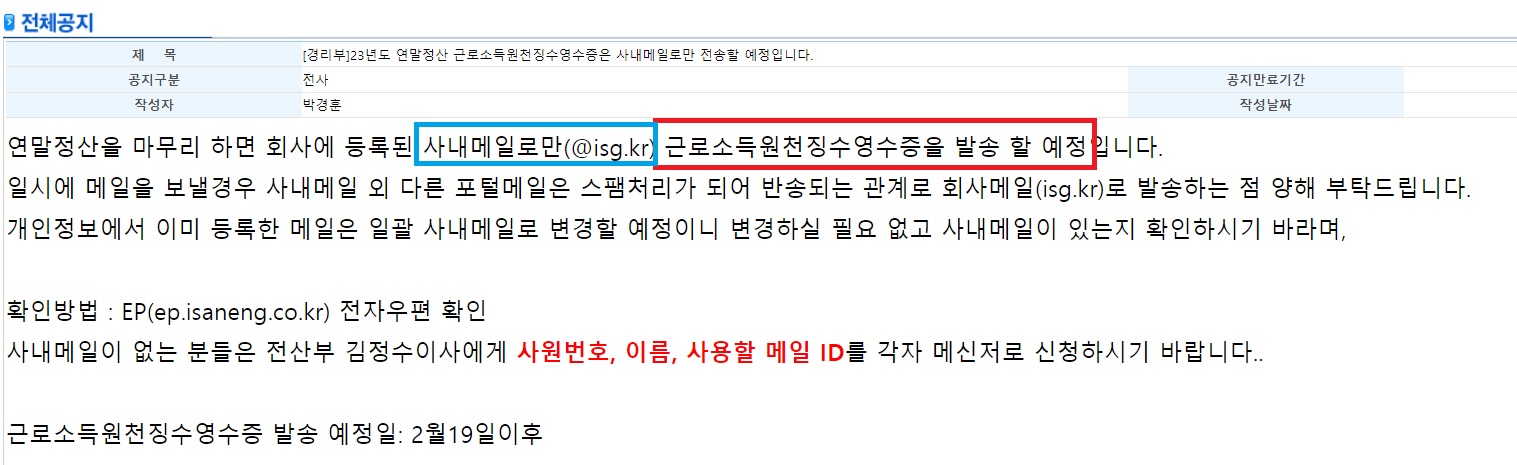 전체공지
제 목 [경리부]23년도 연말정산 근로소득원천징수영수증은 사내메일로만 전송할 예정입니다.
공지구분 전사 공지만료기간
작성자 박경훈 작성날짜
연말정산을 마무리 하면 회사에 등록된 사내메일로만(@isg.kr) 근로소득원천징수영수증을 발송 할 예정입니다.
일시에 메일을 보낼경우 사내메일 외 다른 포털메일은 스팸처리가 되어 반송되는 관계로 회사메일(isg.kr)로 발송하는 점 양해 부탁드립니다.
개인정보에서 이미 등록한 메일은 일괄 사내메일로 변경할 예정이니 변경하실 필요 없고 사내메일이 있는지 확인하시기 바라며,
확인방법 : EP(ep.isaneng.co.kr) 전자우편 확인
사내메일이 없는 분들은 전산부 김정수이사에게 사원번호, 이름, 사용할 메일 ID를 각자 메신저로 신청하시기 바랍니다..
근로소득원천징수영수증 발송 예정일: 2월19일이후